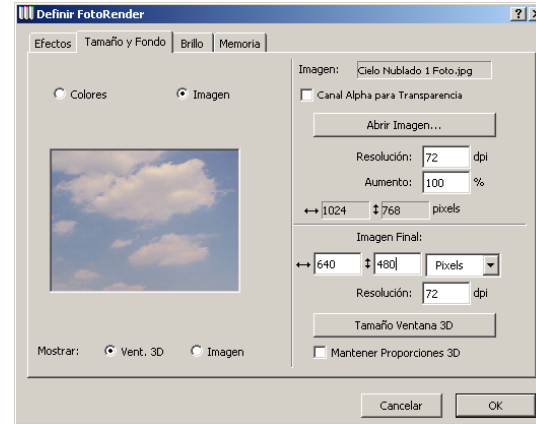 Definir FotoRender
Efectos Tamaño y Fondo Brillo Memoria
Colores Imagen
Mostrar: Vent. 3D Imagen
Imagen: Cielo Nublado 1 Foto.jpg
Canal Alpha para Transparencia
Abrir Imagen...
Resolución: 72 dpi
Aumento: 100 %
1024 768 pixels
Imagen Final:
640 480 Pixels
Resolución: 72 dpi
Tamaño Ventana 3D
Mantener Proporciones 3D
Cancelar OK